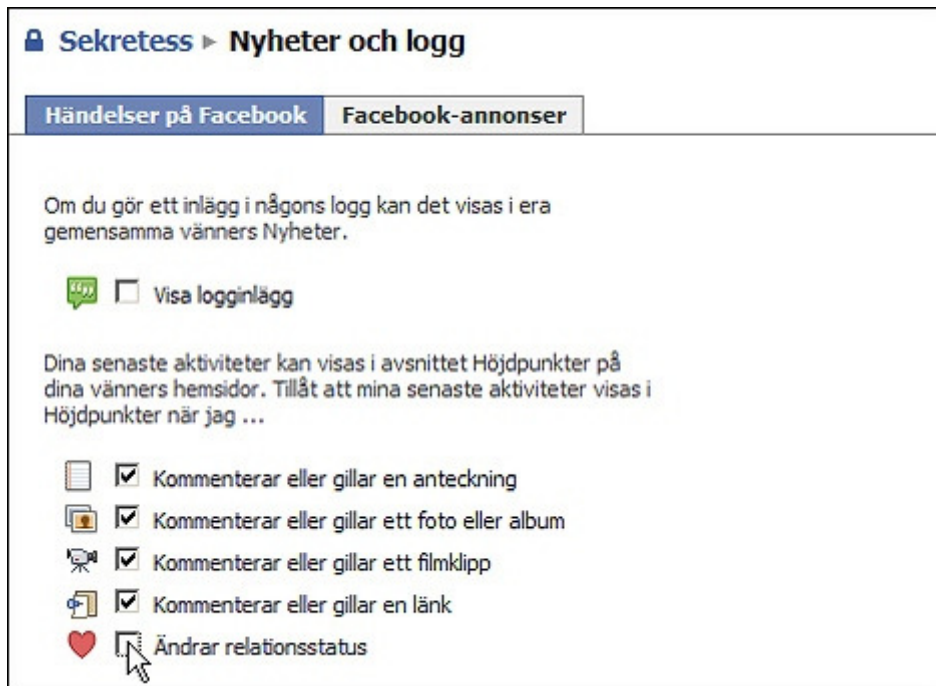 Sekretess ▸ Nyheter och logg
Händelser på Facebook Facebook-annonser
Om du gör ett inlägg i någons logg kan det visas i era
gemensamma vänners Nyheter.
Visa logginlägg
Dina senaste aktiviteter kan visas i avsnittet Höjdpunkter på
dina vänners hemsidor. Tillåt att mina senaste aktiviteter visas i
Höjdpunkter när jag ...
Kommenterar eller gillar en anteckning
Kommenterar eller gillar ett foto eller album
Kommenterar eller gillar ett filmklipp
Kommenterar eller gillar en länk
Ändrar relationsstatus